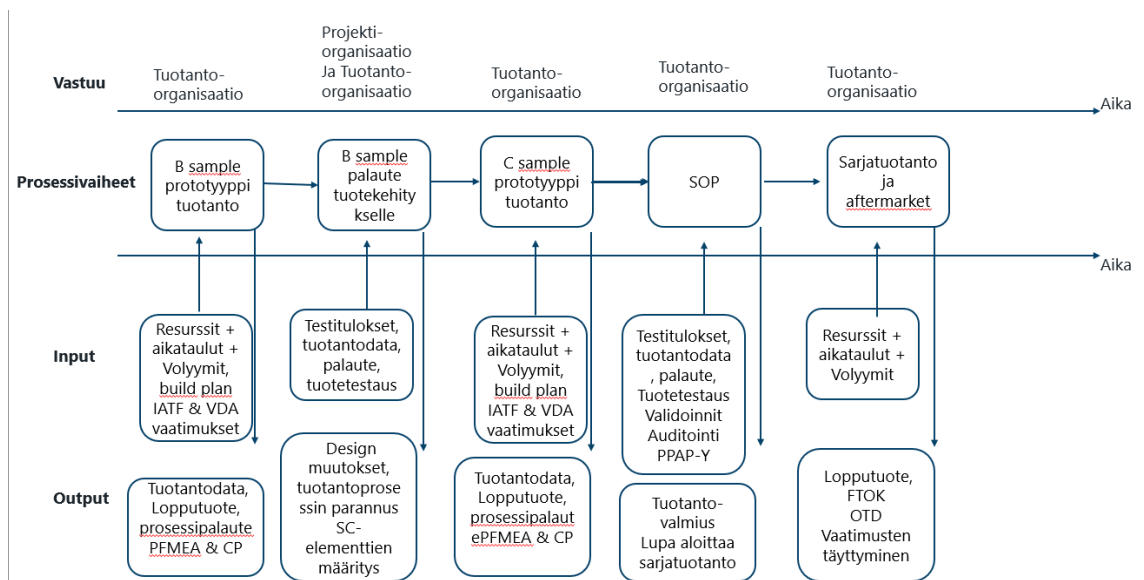 Vastuu
Tuotanto-
organisaatio
Projekti-
organisaatio
Ja Tuotanto-
organisaatio
Tuotanto-
organisaatio
Tuotanto-
organisaatio
Tuotanto-
organisaatio
Aika
Prosessivaiheet
B sample
prototyyppi
tuotanto
B sample
palaute
tuotekehity
kselle
C sample
prototyyppi
tuotanto
SOP
Sarjatuotanto
ja
aftermarket
Aika
Input
Resurssit +
aikataulut +
Volyymit,
build plan
IATF & VDA
vaatimukset
Testitulokset,
tuotantodata,
palaute,
tuotetestaus
Resurssit +
aikataulut +
Volyymit,
build plan
IATF & VDA
vaatimukset
Testitulokset,
tuotantodata
, palaute,
Tuotetestaus
Validoinnit
Auditointi
PPAP-Y
Resurssit +
aikataulut +
Volyymit
Output
Tuotantodata,
Lopputuote,
prosessipalaute
PFMEA & CP
Design
muutokset,
tuotantoprose
ssin parannus
SC-
elementtien
määritys
Tuotantodata,
Lopputuote,
prosessipalaut
ePFMEA & CP
Tuotanto-
valmius
Lupa aloittaa
sarjatuotanto
Lopputuote,
FTOK
OTD
Vaatimusten
täyttyminen